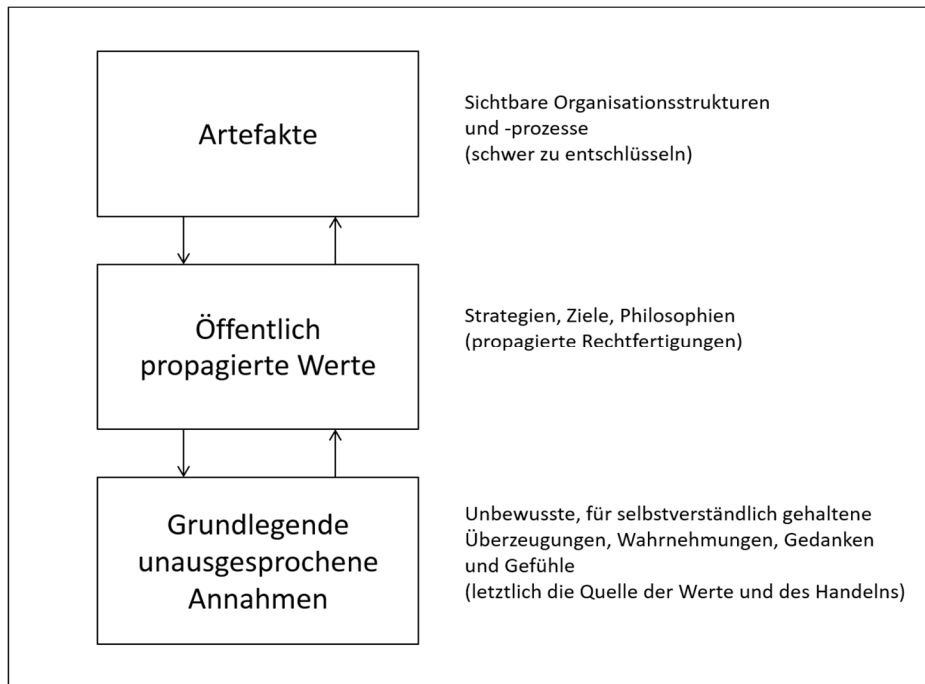 Artefakte
Sichtbare Organisationsstrukturen
und -prozesse
(schwer zu entschlüsseln)
Öffentlich
propagierte Werte
Strategien, Ziele, Philosophien
(propagierte Rechtfertigungen)
Grundlegende
unausgesprochene
Annahmen
Unbewusste, für selbstverständlich gehaltene
Überzeugungen, Wahrnehmungen, Gedanken
und Gefühle
(letztlich die Quelle der Werte und des Handelns)